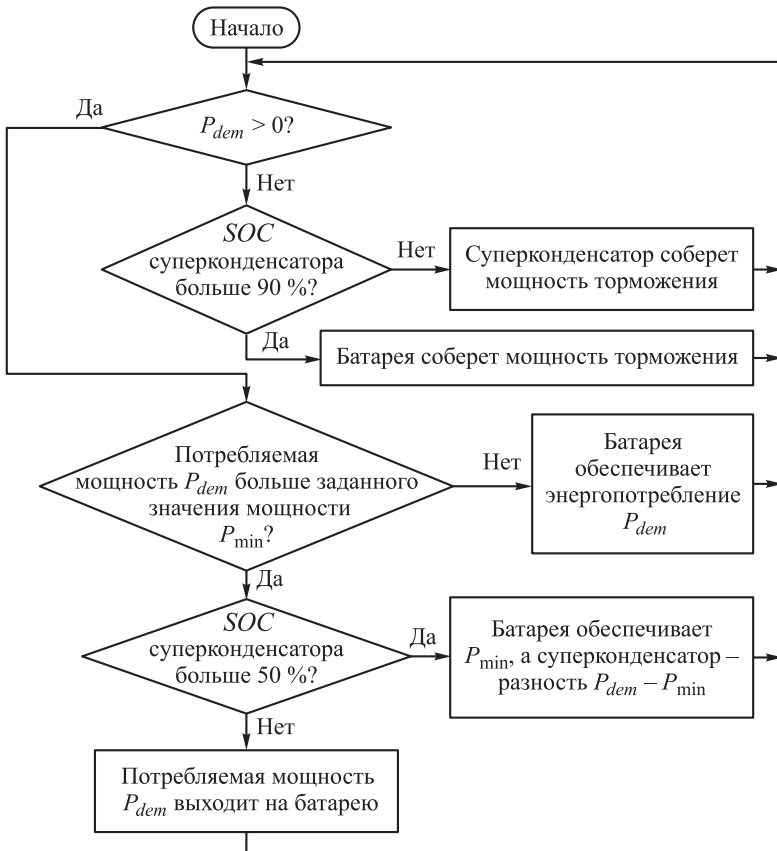 Начало
Да
P_dem > 0?
Нет
SOC
суперконденсатора
больше 90 %?
Нет
Суперконденсатор соберет
мощность торможения
Да
Батарея соберет мощность торможения
Потребляемая
мощность P_dem больше заданного
значения мощности
P_min?
Нет
Батарея
обеспечивает
энергопотребление
P_dem
Да
SOC
суперконденсатора
больше 50 %?
Да
Батарея обеспечивает
P_min, а суперконденсатор –
разность P_dem – P_min
Нет
Потребляемая мощность
P_dem выходит на батарею